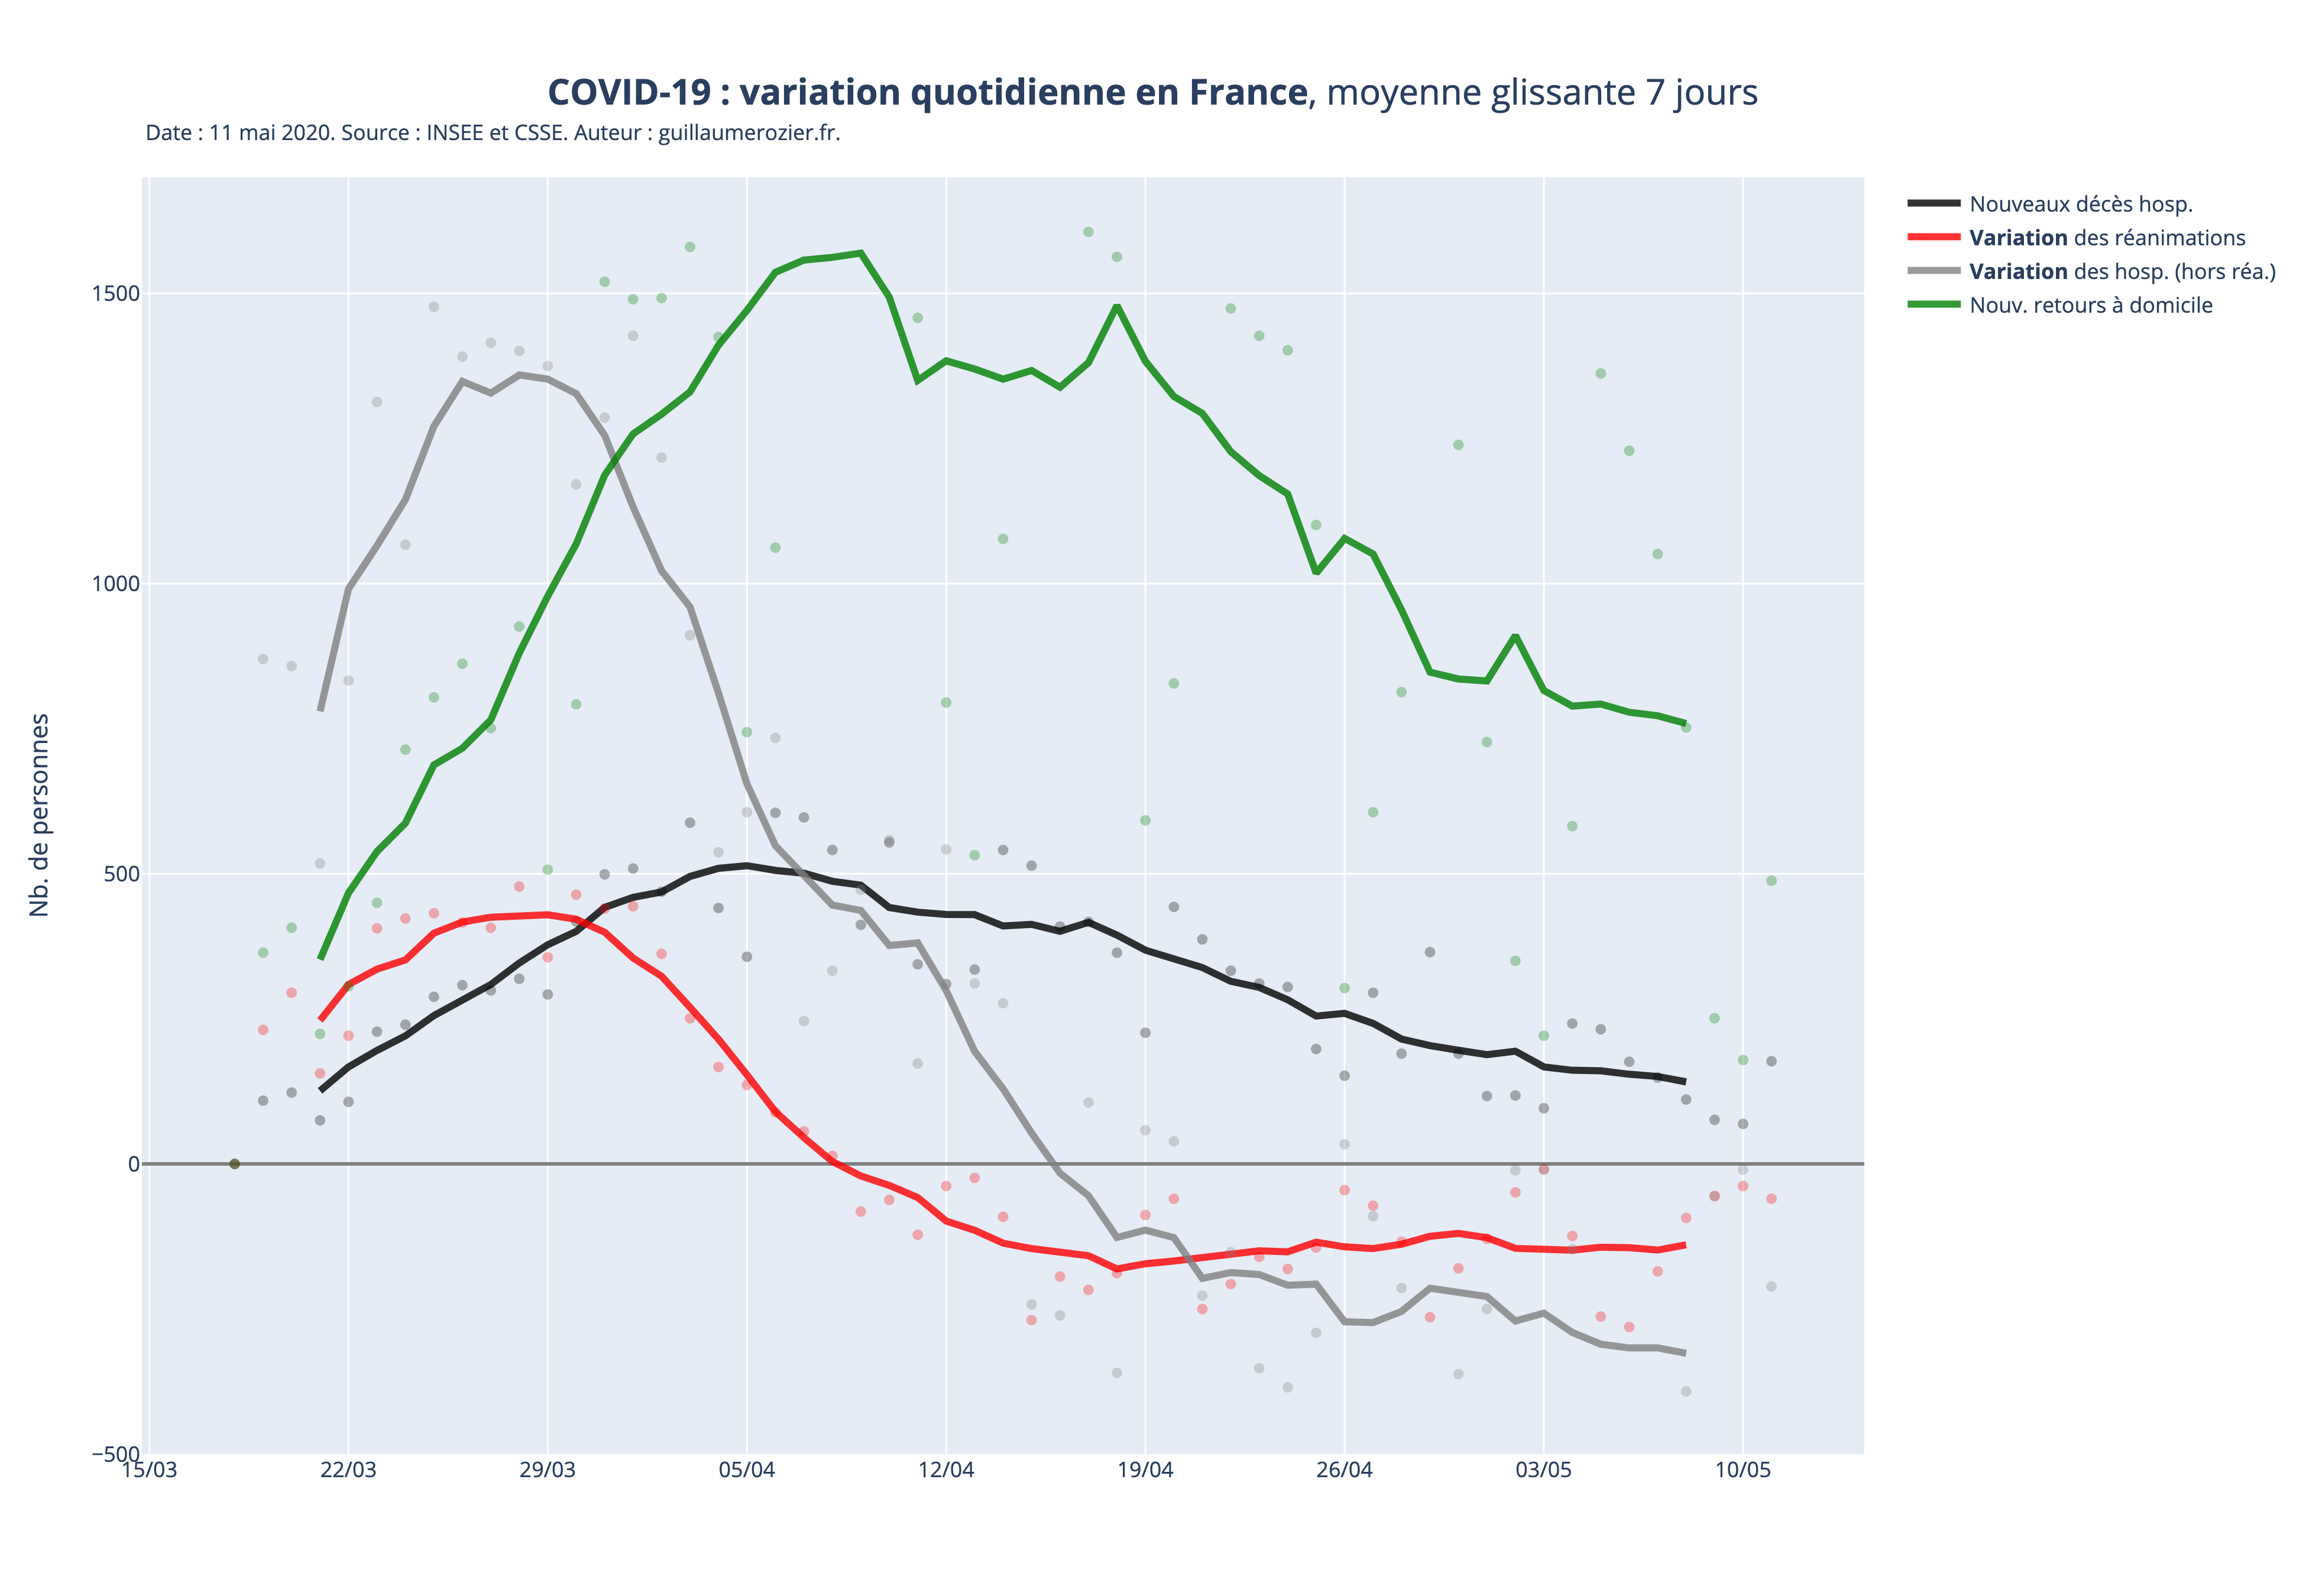 COVID-19 : variation quotidienne en France, moyenne glissante 7 jours
Date : 11 mai 2020. Source : INSEE et CSSE. Auteur : guillaumerozier.fr.
Nouveaux décès hosp.
Variation des réanimations
Variation des hosp. (hors réa.)
Nouv. retours à domicile
Nb. de personnes
1500
1000
500
0
−500
15/03 22/03 29/03 05/04 12/04 19/04 26/04 03/05 10/05